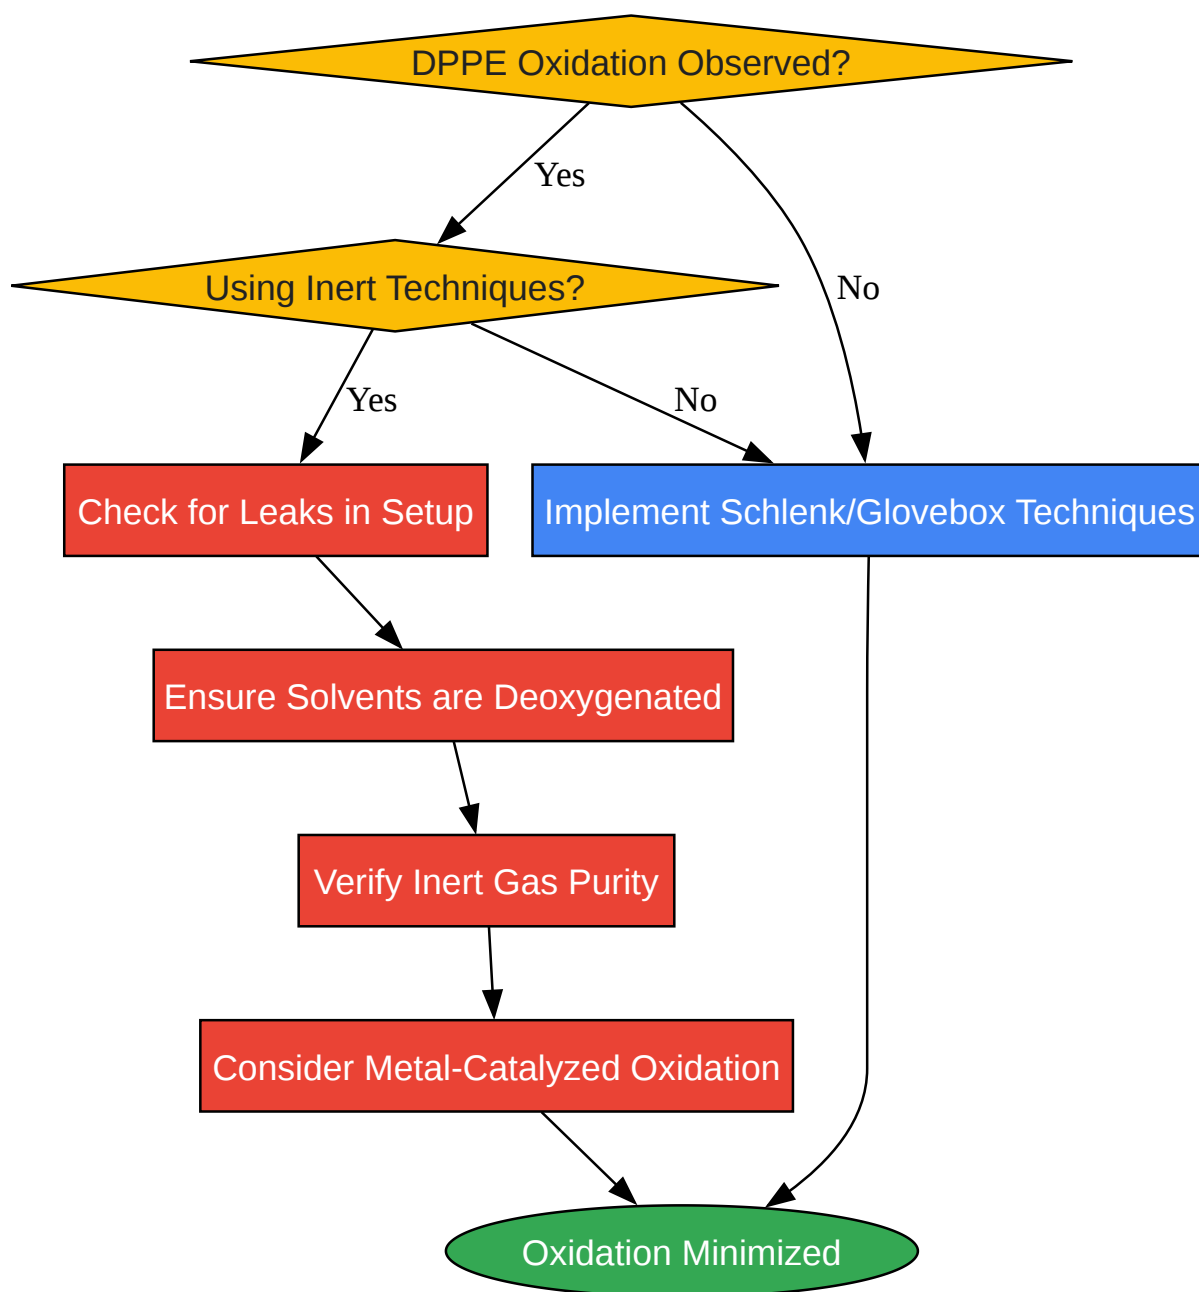 DPPE Oxidation Observed?
Yes
Using Inert Techniques?
No
Yes
No
Check for Leaks in Setup
Implement Schlenk/Glovebox Techniques
Ensure Solvents are Deoxygenated
Verify Inert Gas Purity
Consider Metal-Catalyzed Oxidation
Oxidation Minimized